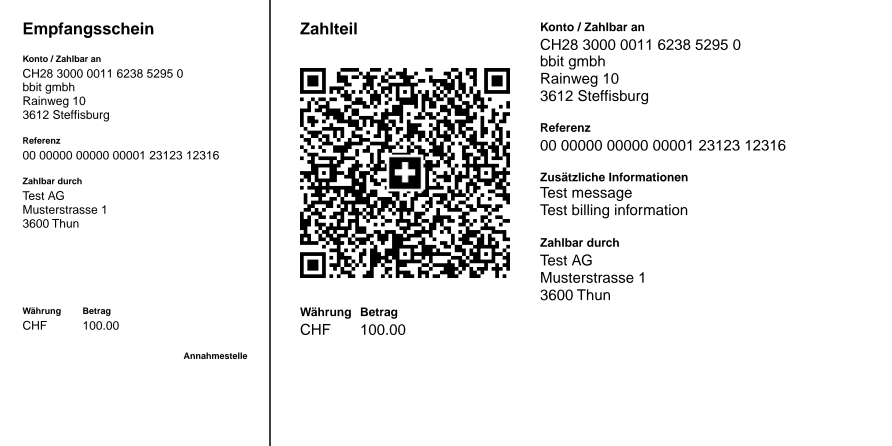 Empfangsschein
Konto / Zahlbar an
CH28 3000 0011 6238 5295 0
bbit gmbh
Rainweg 10
3612 Steffisburg
Referenz
00 00000 00000 00001 23123 12316
Zahlbar durch
Test AG
Musterstrasse 1
3600 Thun
Währung Betrag
CHF 100.00
Annahmestelle
Zahlteil
Währung Betrag
CHF 100.00
Konto / Zahlbar an
CH28 3000 0011 6238 5295 0
bbit gmbh
Rainweg 10
3612 Steffisburg
Referenz
00 00000 00000 00001 23123 12316
Zusätzliche Informationen
Test message
Test billing information
Zahlbar durch
Test AG
Musterstrasse 1
3600 Thun